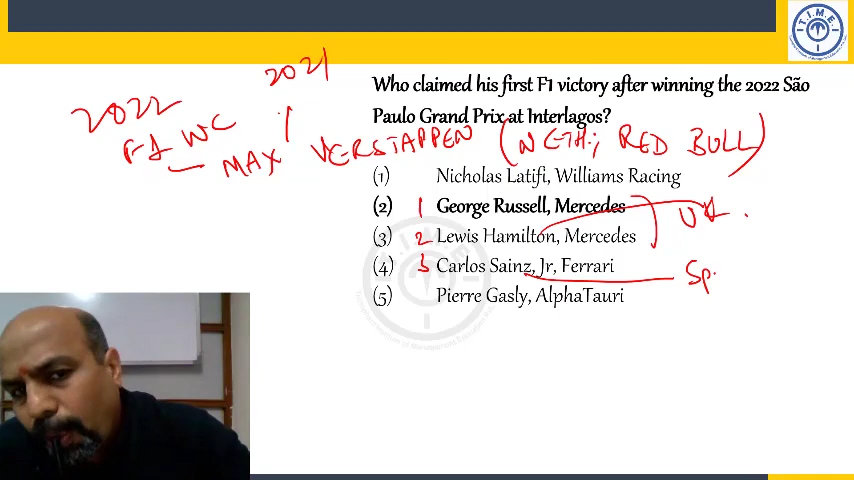 T.I.M.E.
2021
Who claimed his first F1 victory after winning the 2022 São
2022
Paulo Grand Prix at Interlagos?
F1 WC
MAX VERSTAPPEN (NETH; RED BULL)
(1) Nicholas Latifi, Williams Racing
(2) 1 George Russell, Mercedes
UK.
(3) 2 Lewis Hamilton, Mercedes
(4) 3 Carlos Sainz, Jr, Ferrari
Sp.
(5) Pierre Gasly, AlphaTauri